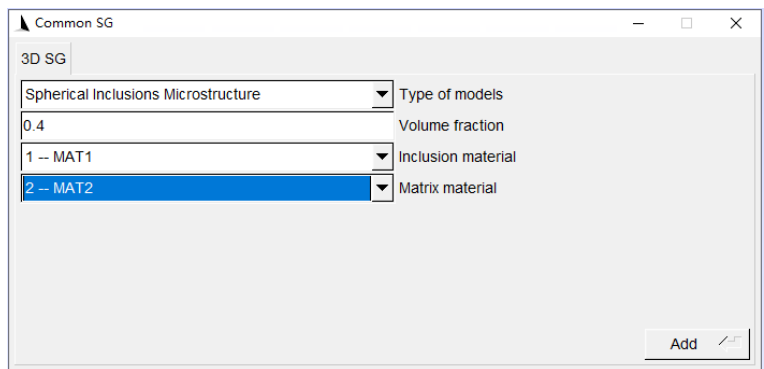 Common SG
3D SG
Spherical Inclusions Microstructure Type of models
0.4 Volume fraction
1 -- MAT1 Inclusion material
2 -- MAT2 Matrix material
Add